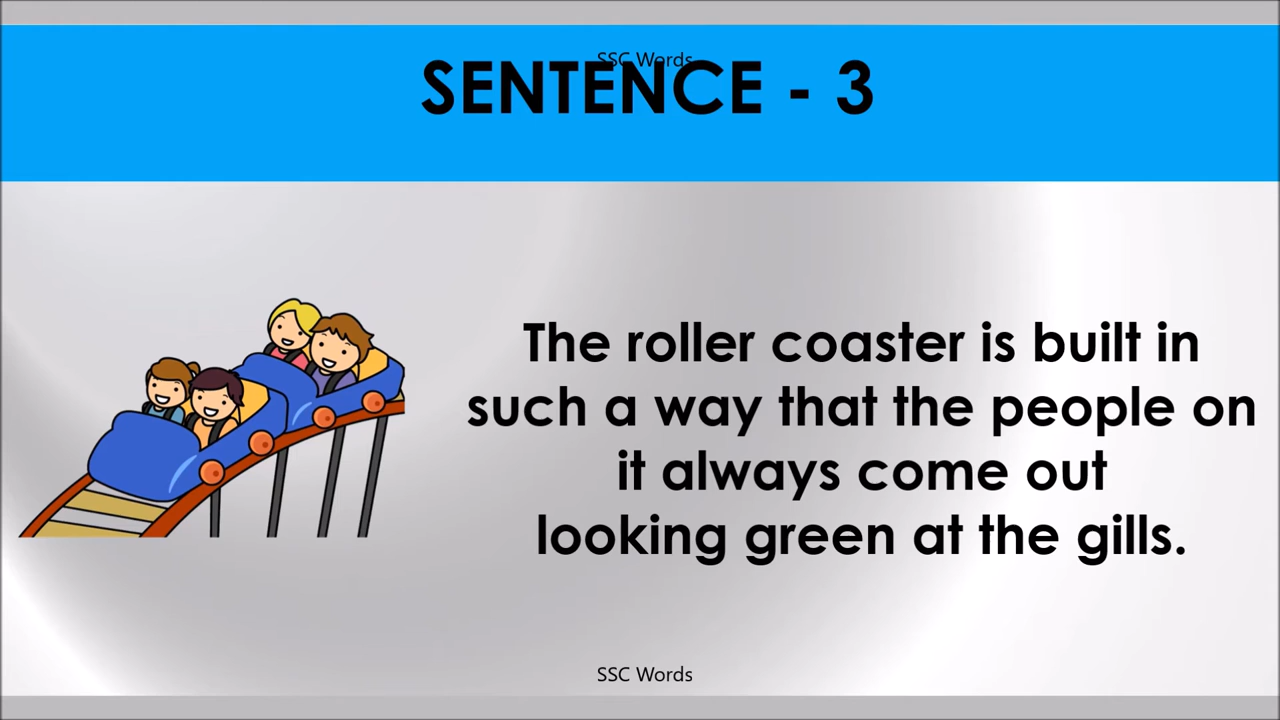 SSC Words
SENTENCE - 3
The roller coaster is built in
such a way that the people on
it always come out
looking green at the gills.
SSC Words